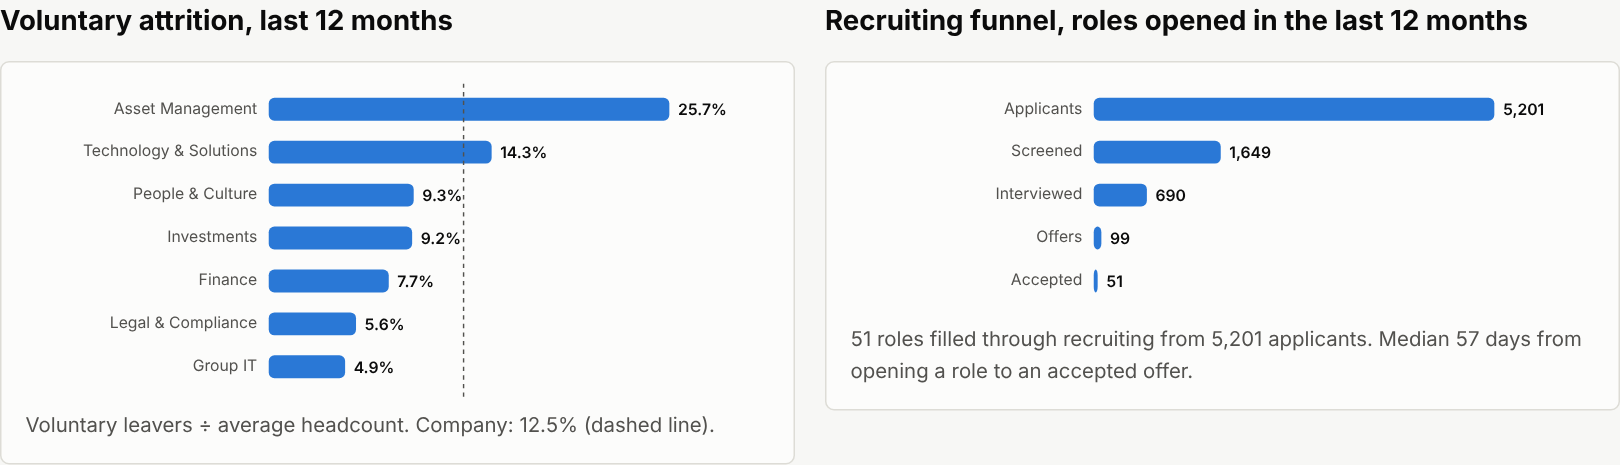 Voluntary attrition, last 12 months
Asset Management 25.7%
Technology & Solutions 14.3%
People & Culture 9.3%
Investments 9.2%
Finance 7.7%
Legal & Compliance 5.6%
Group IT 4.9%
Voluntary leavers ÷ average headcount. Company: 12.5% (dashed line).
Recruiting funnel, roles opened in the last 12 months
Applicants 5,201
Screened 1,649
Interviewed 690
Offers 99
Accepted 51
51 roles filled through recruiting from 5,201 applicants. Median 57 days from
opening a role to an accepted offer.